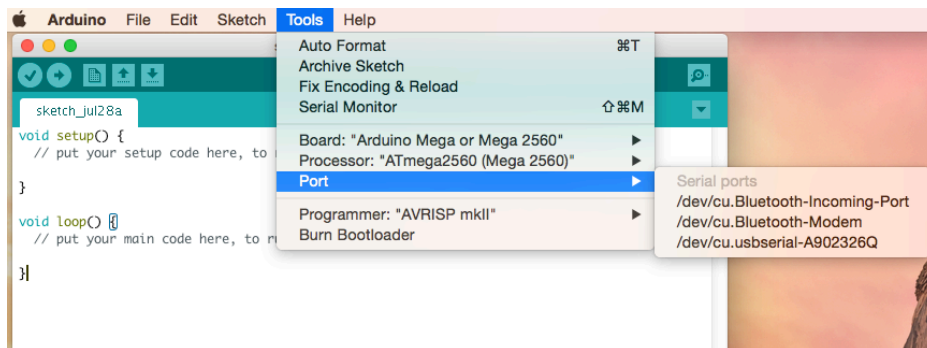 Arduino File Edit Sketch Tools Help
Auto Format ⌘T
Archive Sketch
Fix Encoding & Reload
Serial Monitor ⇧⌘M
Board: "Arduino Mega or Mega 2560"
Processor: "ATmega2560 (Mega 2560)"
Port
Programmer: "AVRISP mkII"
Burn Bootloader
Serial ports
/dev/cu.Bluetooth-Incoming-Port
/dev/cu.Bluetooth-Modem
/dev/cu.usbserial-A902326Q
sketch_jul28a
void setup() {
// put your setup code here, to
}
void loop() {
// put your main code here, to
}